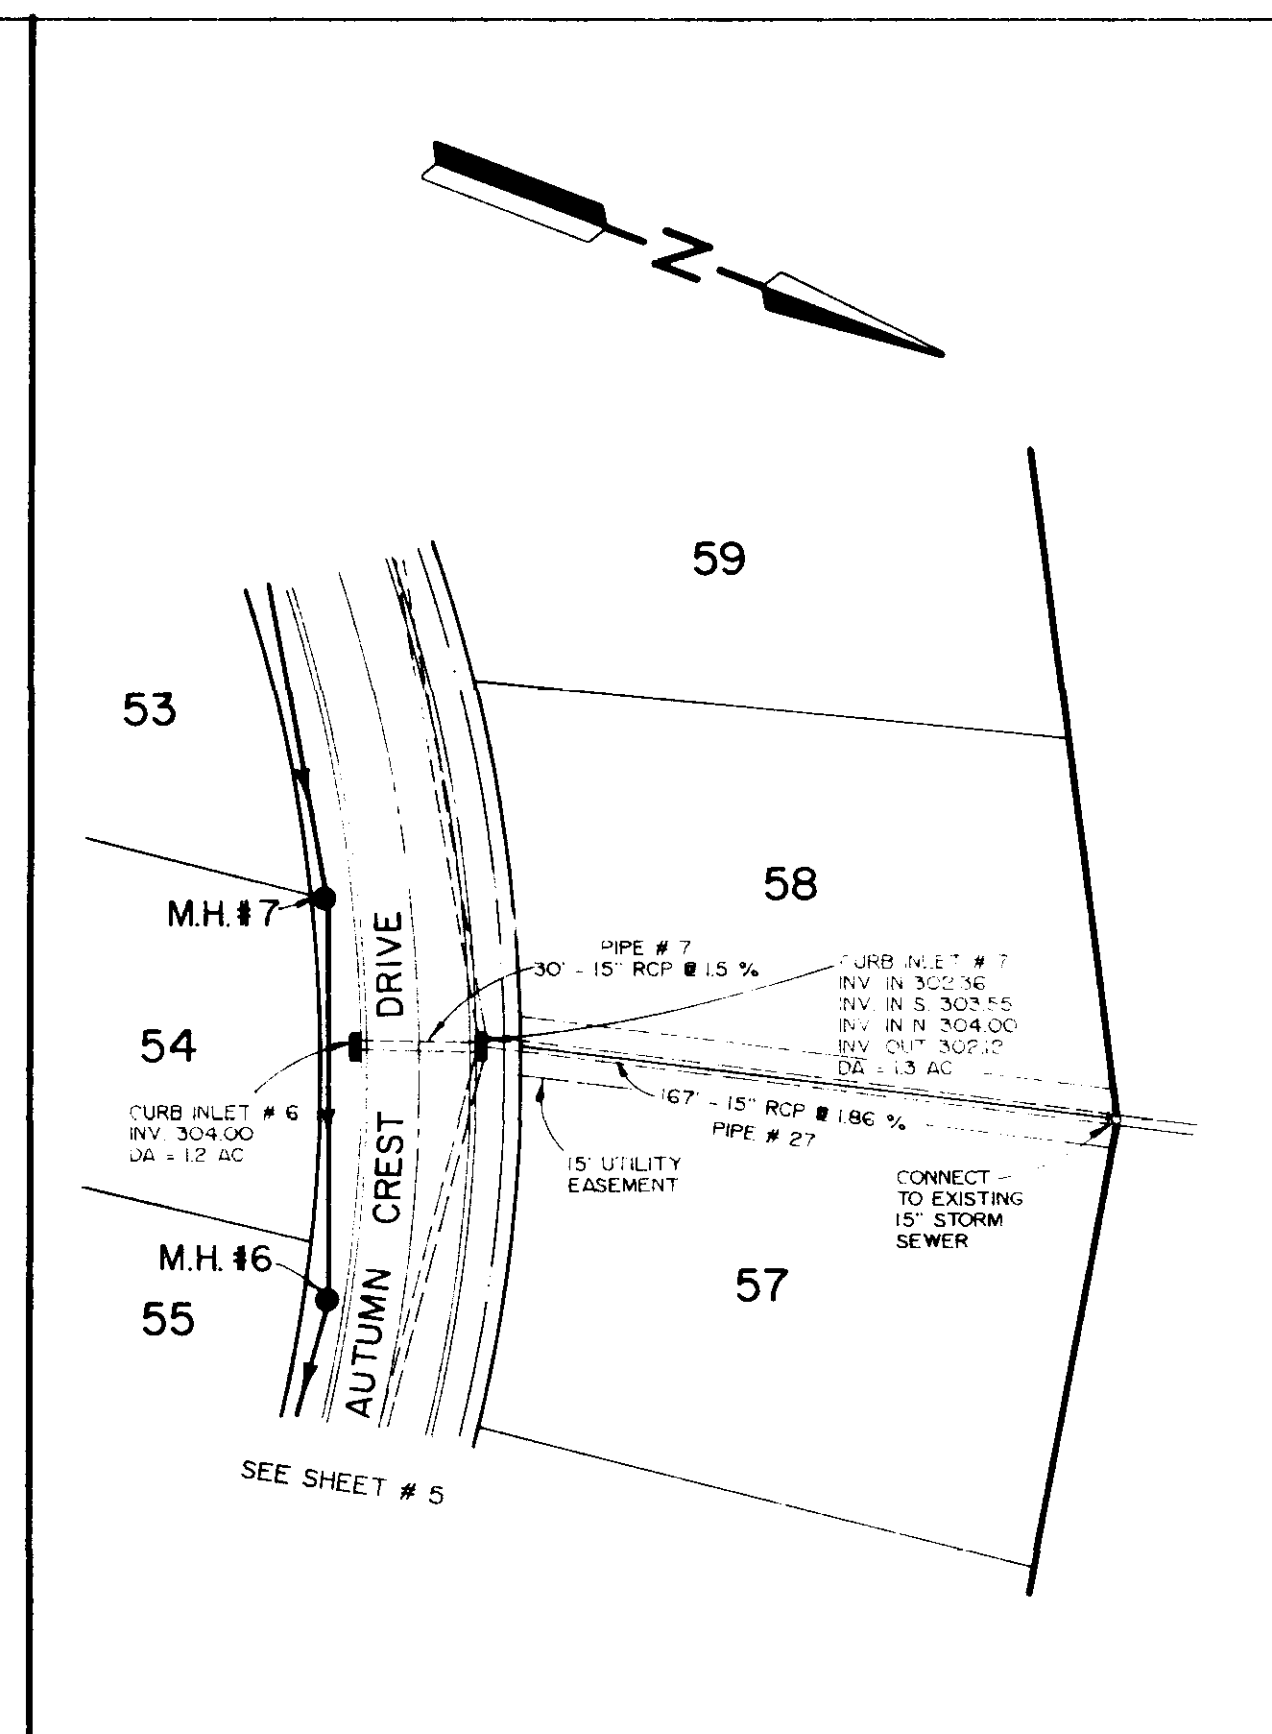 N
59
53
58
M.H. # 7
PIPE # 7
30' - 15" RCP @ 1.5 %
CURB INLET # 7
INV. IN 302.36
INV. IN S. 303.55
INV. IN N 304.00
INV. OUT 302.12
DA = 1.3 AC
54
CURB INLET # 6
INV. 304.00
DA = 1.2 AC
167' - 15" RCP @ 1.86 %
PIPE # 27
15' UTILITY
EASEMENT
CONNECT
TO EXISTING
15" STORM
SEWER
AUTUMN CREST DRIVE
M.H. #6
55
57
SEE SHEET # 5